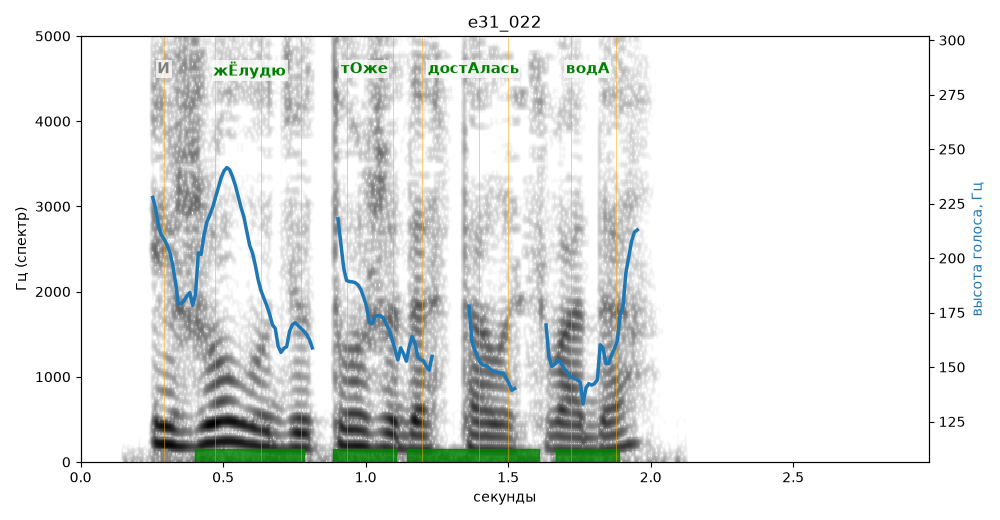 e31_022
И жЁлудю тОже достАлась водА
Гц (спектр)
высота голоса, Гц
5000
4000
3000
2000
1000
0
300
275
250
225
200
175
150
125
0.0 0.5 1.0 1.5 2.0 2.5
секунды